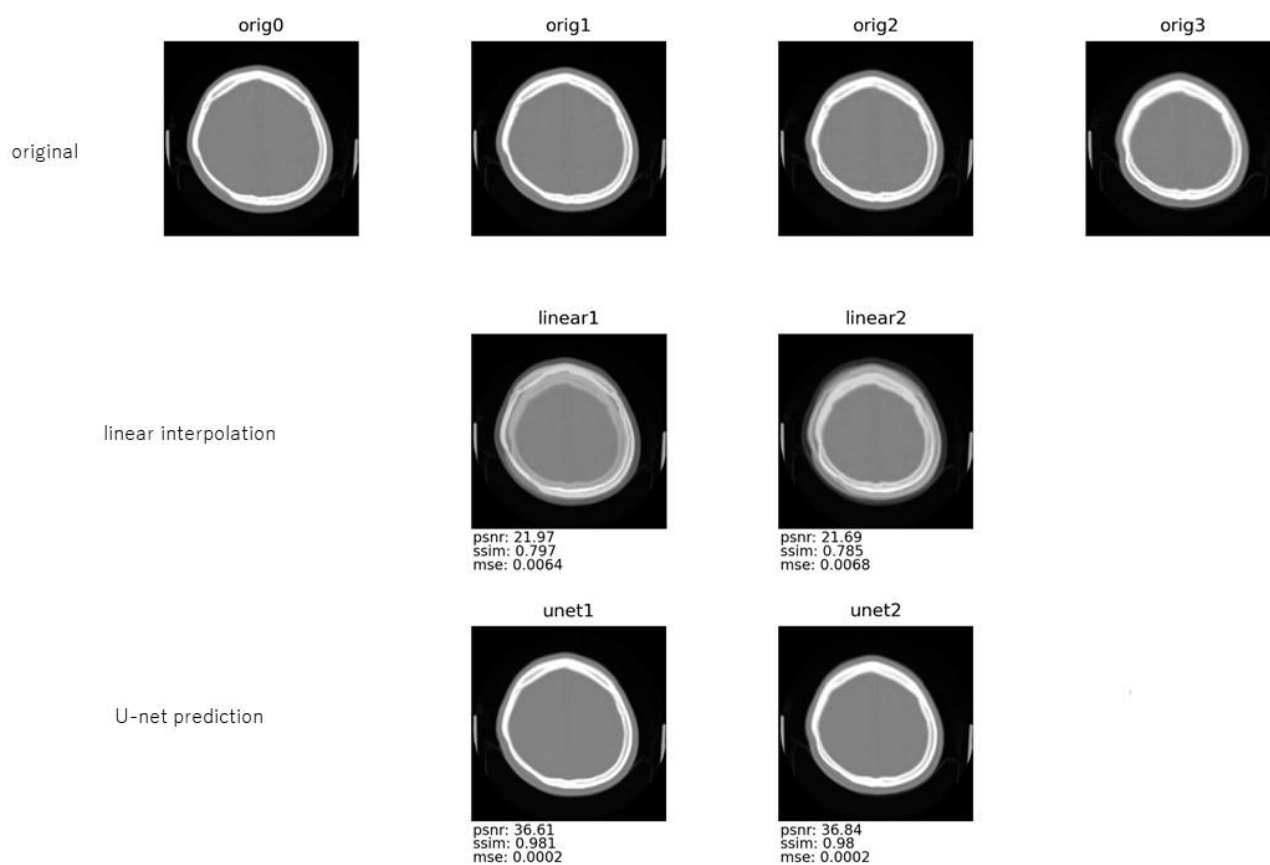 orig0
orig1
orig2
orig3
original
linear1
linear2
linear interpolation
psnr: 21.97
ssim: 0.797
mse: 0.0064
psnr: 21.69
ssim: 0.785
mse: 0.0068
unet1
unet2
U-net prediction
psnr: 36.61
ssim: 0.981
mse: 0.0002
psnr: 36.84
ssim: 0.98
mse: 0.0002